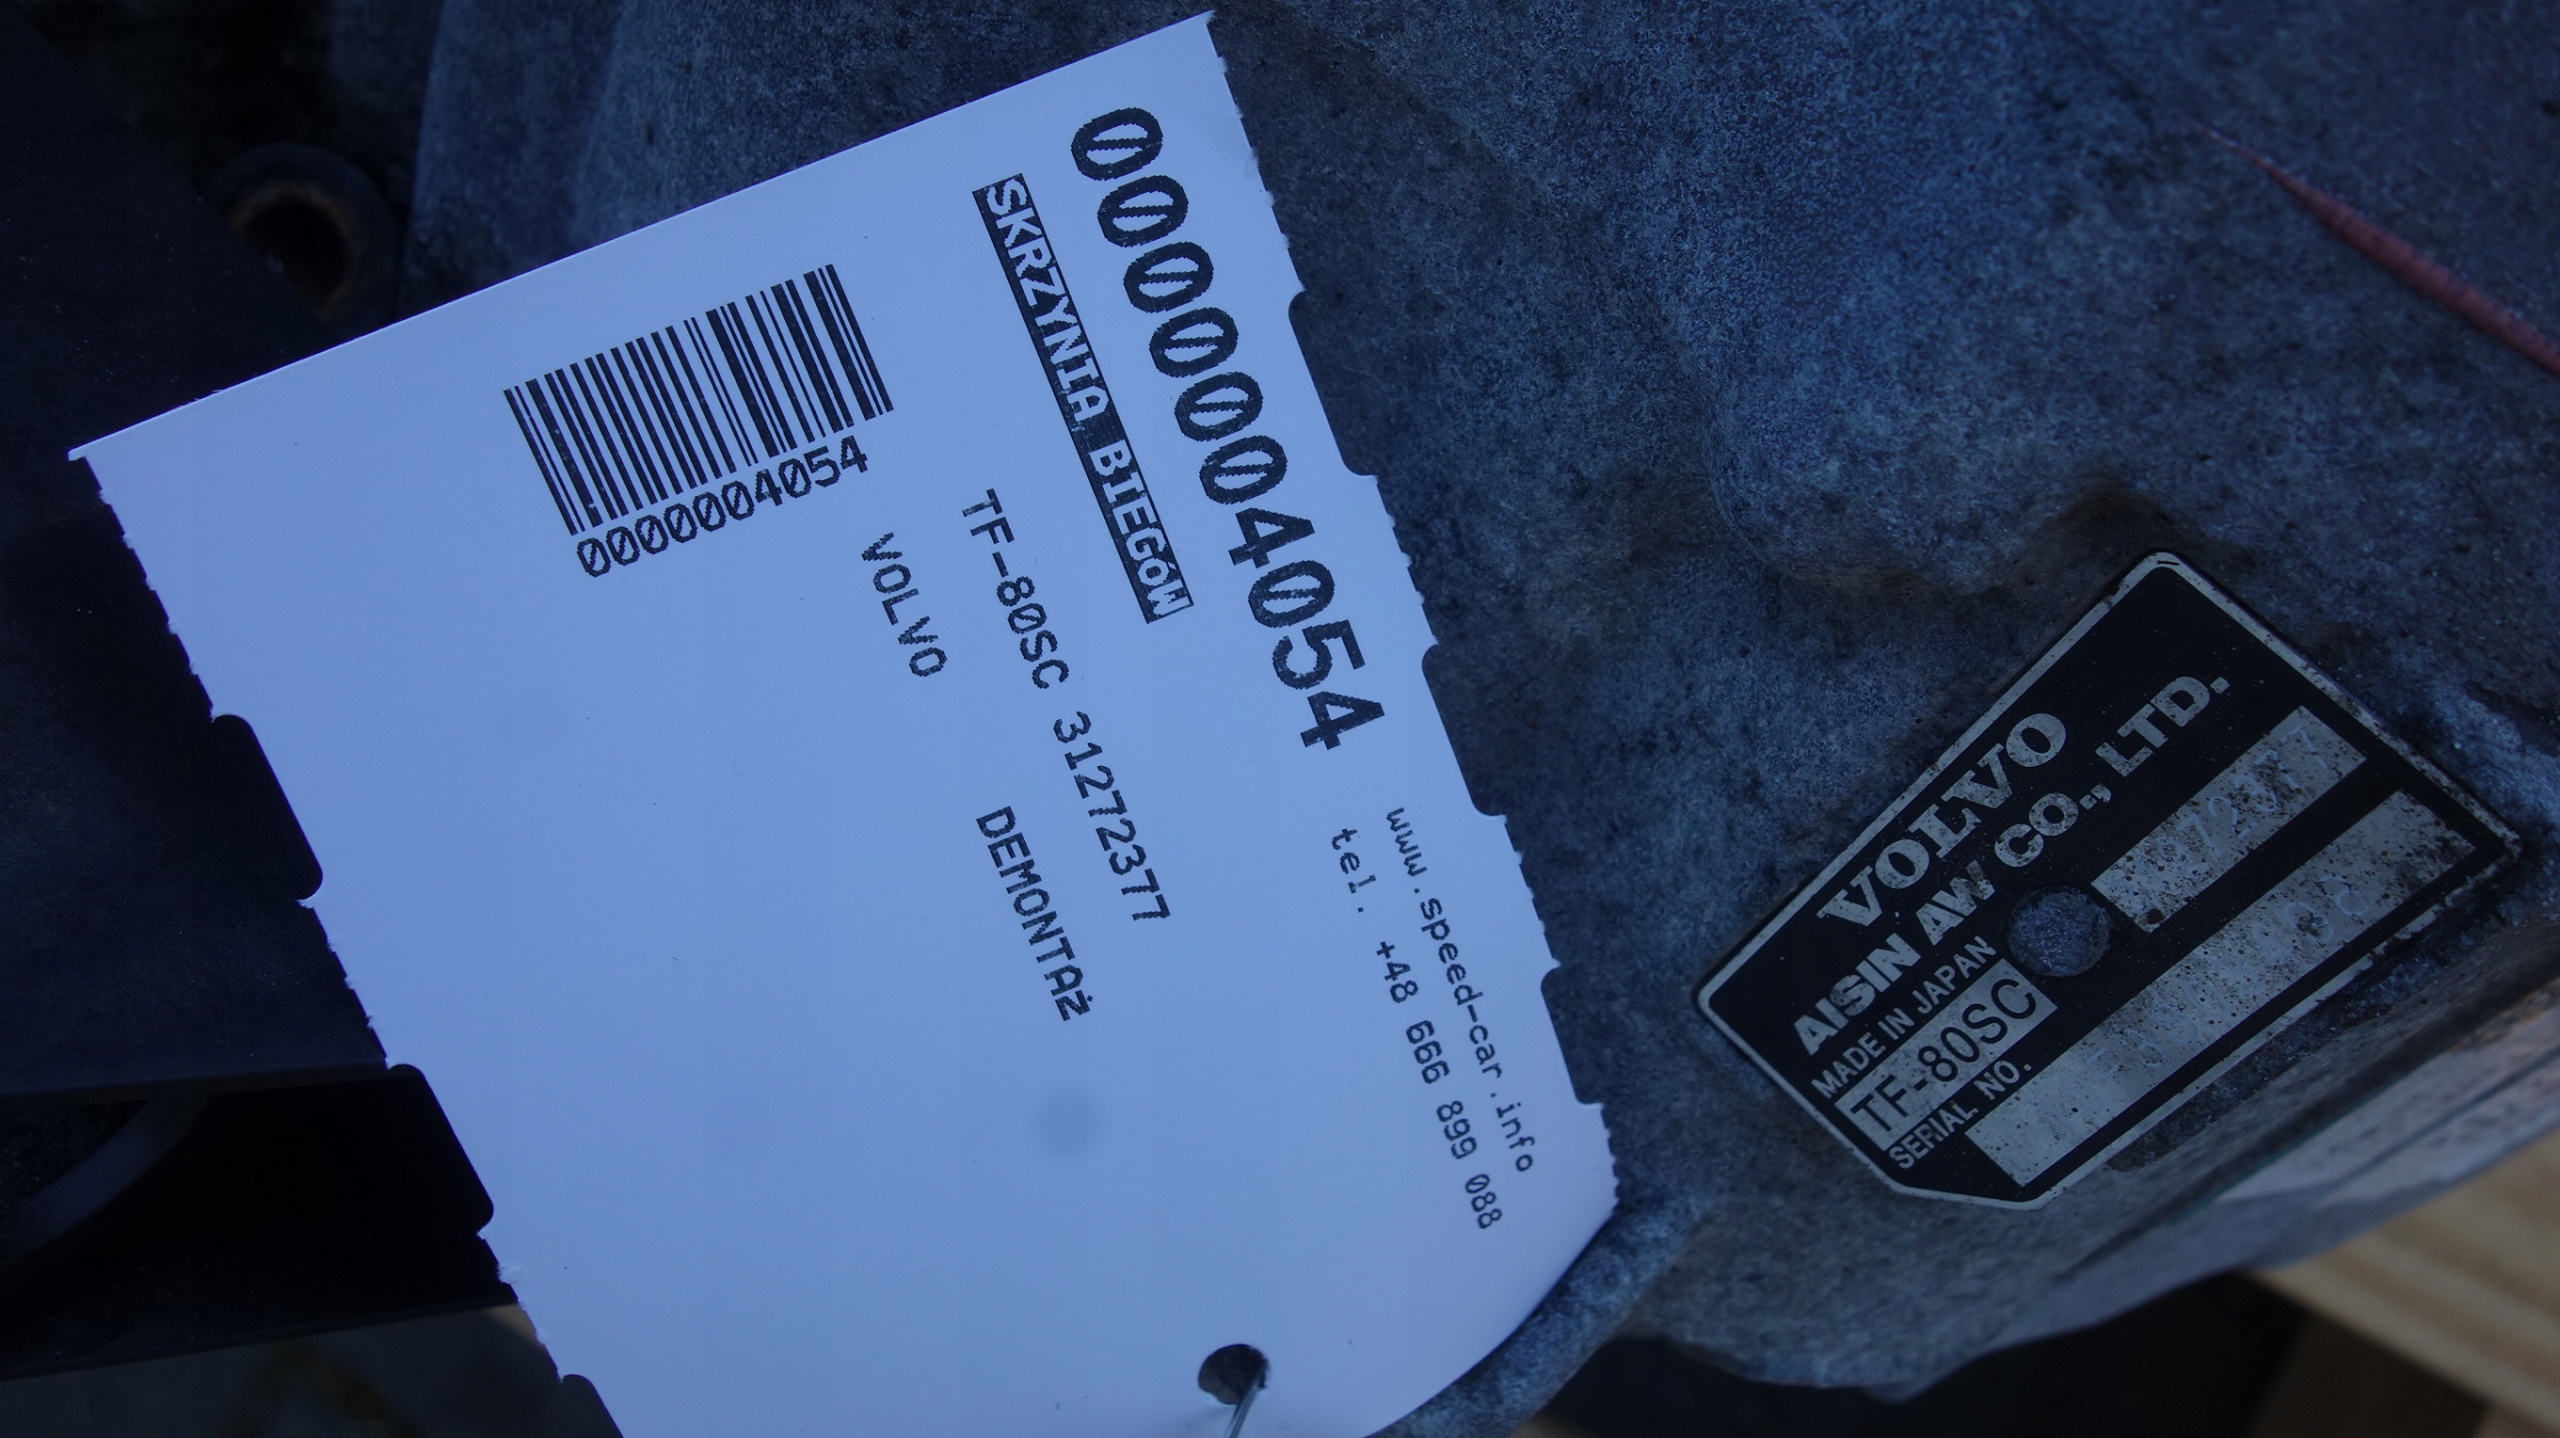 0000004054
SKRZYNIA BIEGÓW
TF-80SC 31272377
VOLVO
DEMONTAŻ
0000004054
www.speed-car.info
tel. +48 666 899 088
VOLVO
AISIN AW CO., LTD.
MADE IN JAPAN
TF-80SC
SERIAL NO.